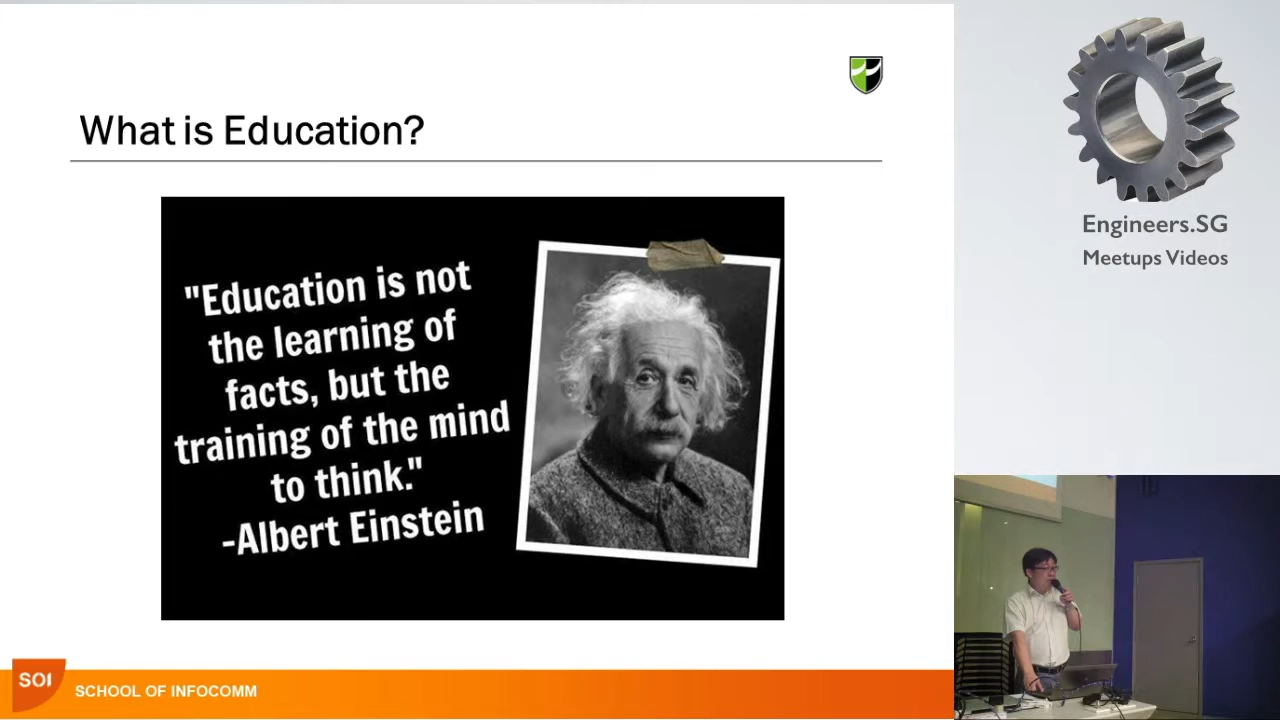 What is Education?
"Education is not
the learning of
facts, but the
training of the mind
to think."
-Albert Einstein
SOI
SCHOOL OF INFOCOMM
Engineers.SG
Meetups Videos